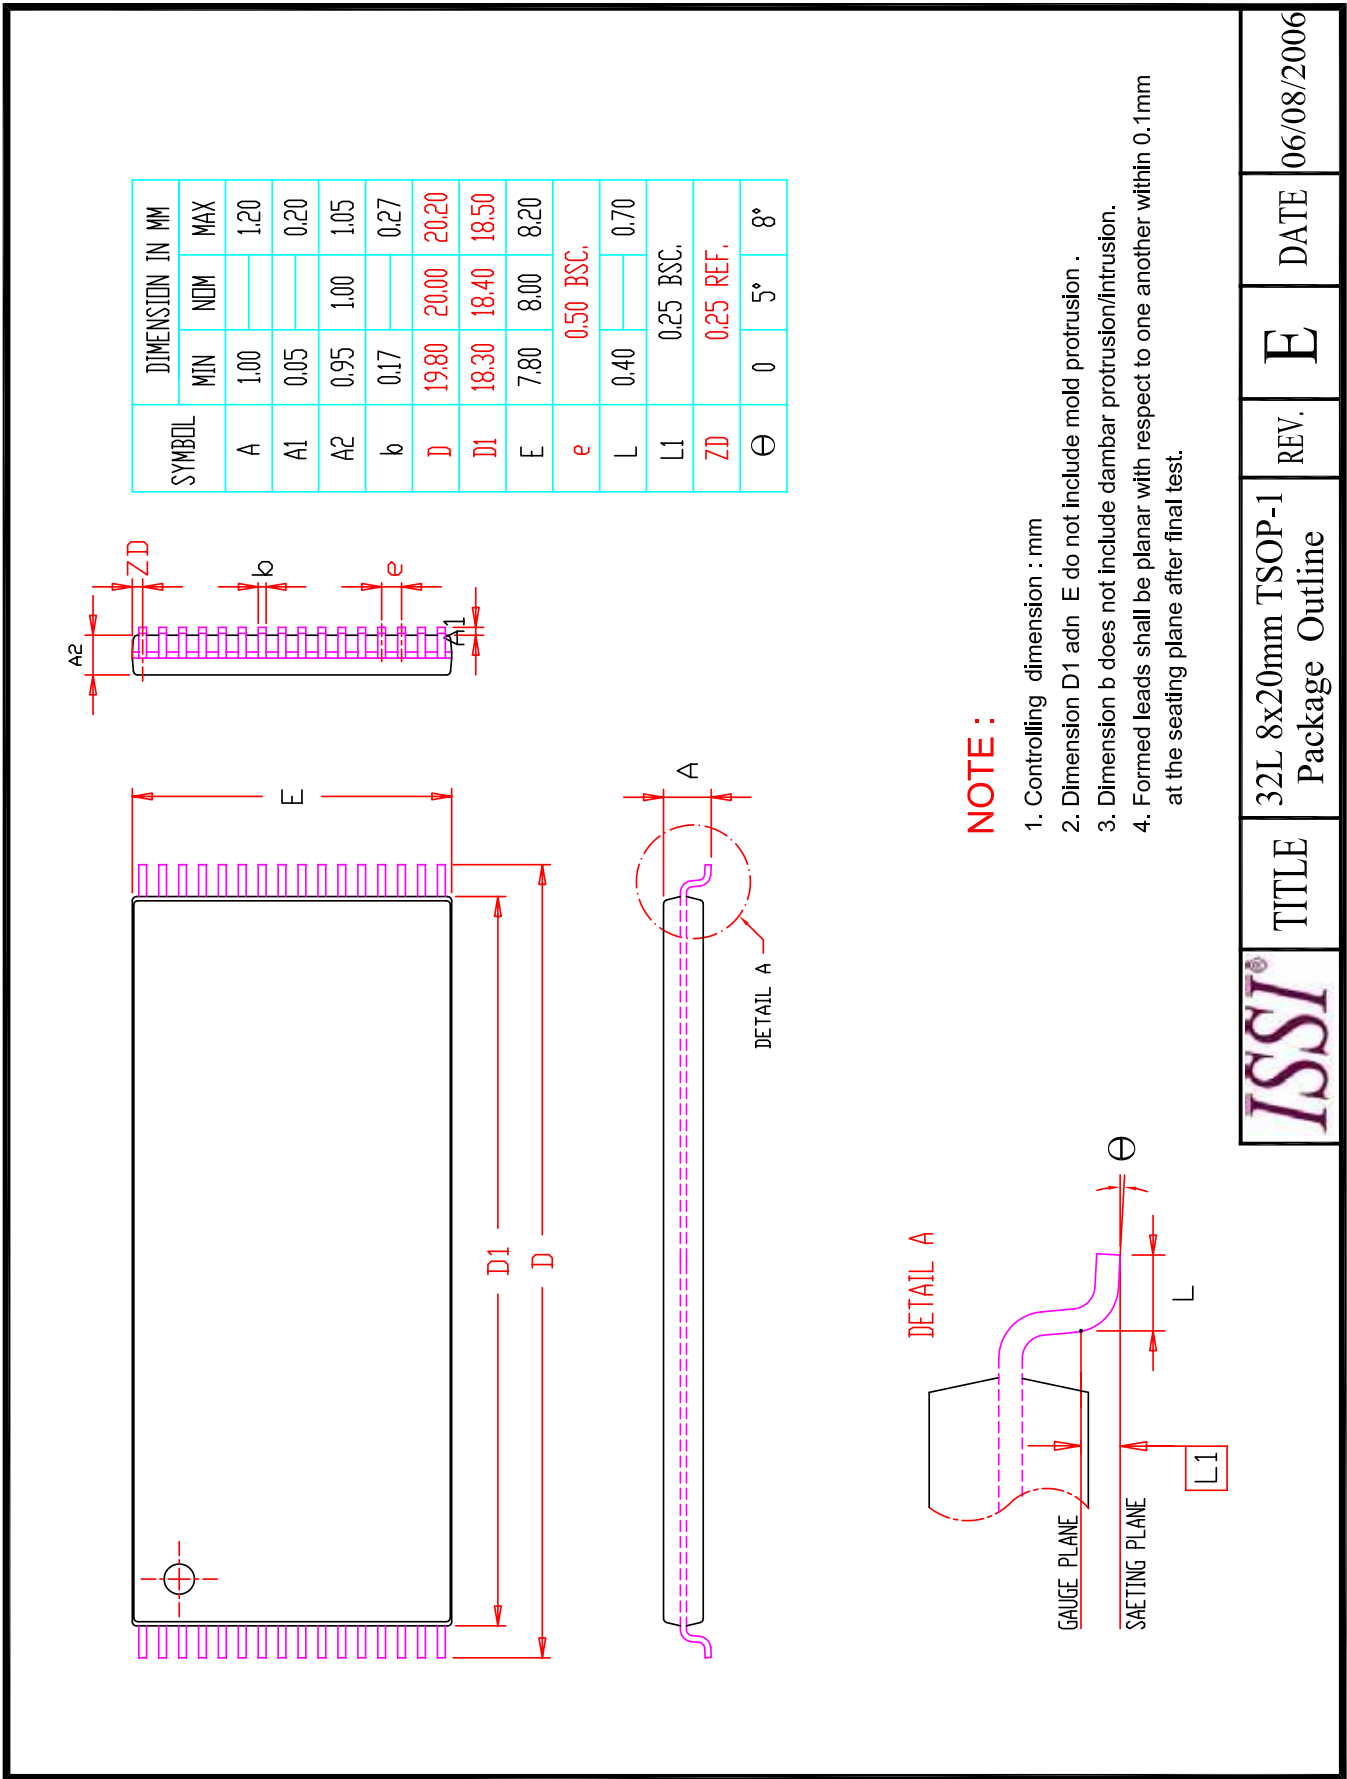 A2
ZD
b
e
A1
SYMBOL DIMENSION IN MM
MIN NOM MAX
A 1.00 1.20
A1 0.05 0.20
A2 0.95 1.00 1.05
b 0.17 0.27
D 19.80 20.00 20.20
D1 18.30 18.40 18.50
E 7.80 8.00 8.20
e 0.50 BSC.
L 0.40 0.70
L1 0.25 BSC.
ZD 0.25 REF.
Θ 0 5° 8°
E
D1
D
A
DETAIL A
DETAIL A
GAUGE PLANE
SAETING PLANE
L1
L
Θ
NOTE :
1. Controlling dimension : mm
2. Dimension D1 adn E do not include mold protrusion .
3. Dimension b does not include dambar protrusion/intrusion.
4. Formed leads shall be planar with respect to one another within 0.1mm
at the seating plane after final test.
ISSI®
TITLE
32L 8x20mm TSOP-1
Package Outline
REV.
E
DATE
06/08/2006